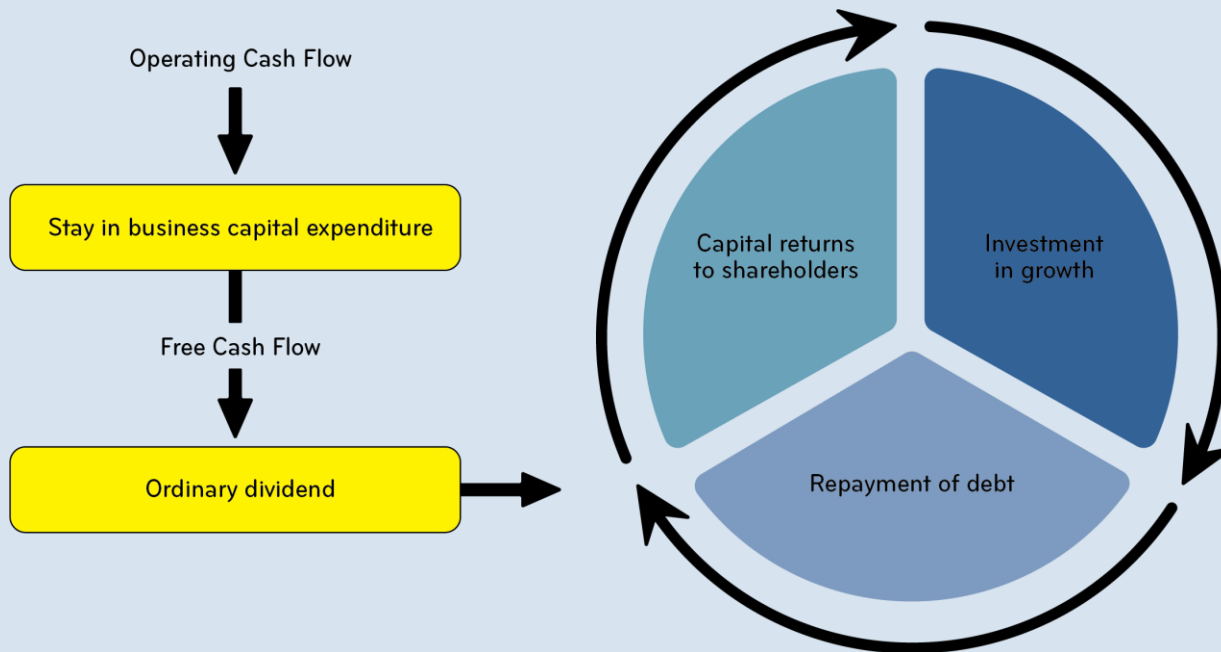 Operating Cash Flow
Stay in business capital expenditure
Free Cash Flow
Ordinary dividend
Capital returns
to shareholders
Investment
in growth
Repayment of debt